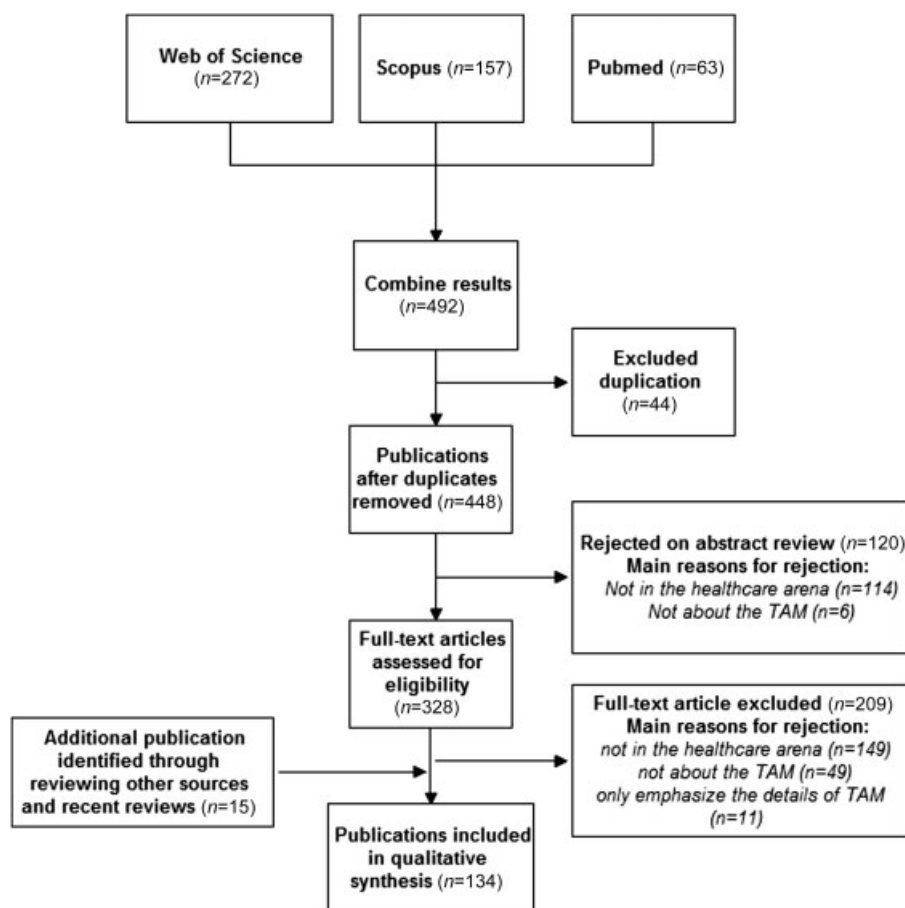 Web of Science
(n=272)
Scopus (n=157)
Pubmed (n=63)
Combine results
(n=492)
Excluded
duplication
(n=44)
Publications
after duplicates
removed (n=448)
Rejected on abstract review (n=120)
Main reasons for rejection:
Not in the healthcare arena (n=114)
Not about the TAM (n=6)
Full-text articles
assessed for
eligibility
(n=328)
Full-text article excluded (n=209)
Main reasons for rejection:
not in the healthcare arena (n=149)
not about the TAM (n=49)
only emphasize the details of TAM
(n=11)
Additional publication
identified through
reviewing other sources
and recent reviews (n=15)
Publications included
in qualitative
synthesis (n=134)